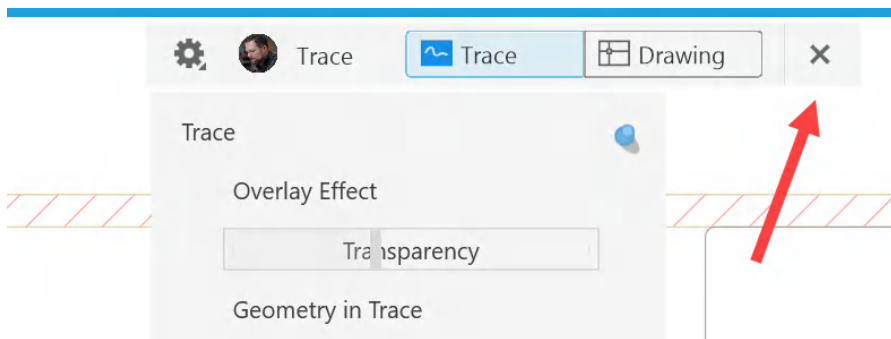 Trace Trace Drawing
Trace
Overlay Effect
Transparency
Geometry in Trace